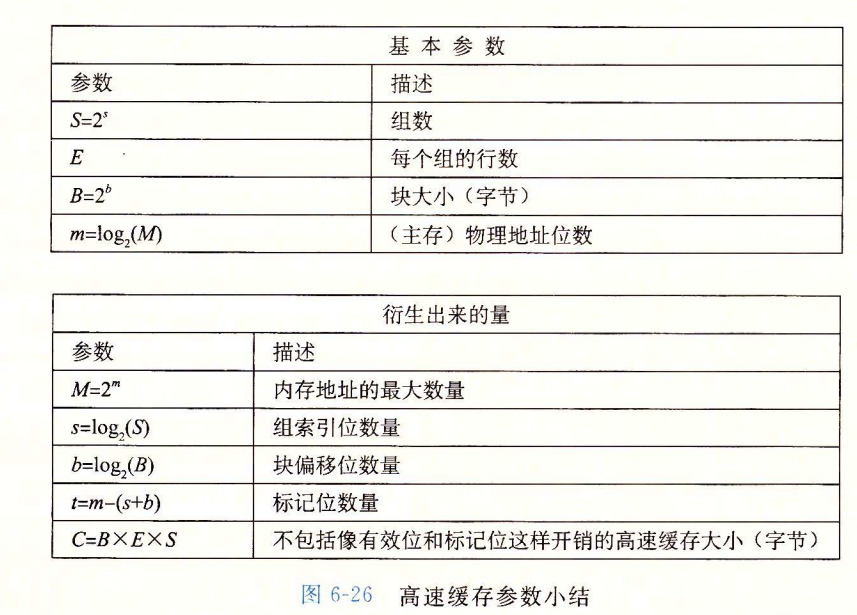 基本参数
参数 描述
S=2^s 组数
E 每个组的行数
B=2^b 块大小（字节）
m=log₂(M) （主存）物理地址位数
衍生出来的量
参数 描述
M=2^m 内存地址的最大数量
s=log₂(S) 组索引位数量
b=log₂(B) 块偏移位数量
t=m−(s+b) 标记位数量
C=B×E×S 不包括像有效位和标记位这样开销的高速缓存大小（字节）
图 6-26 高速缓存参数小结